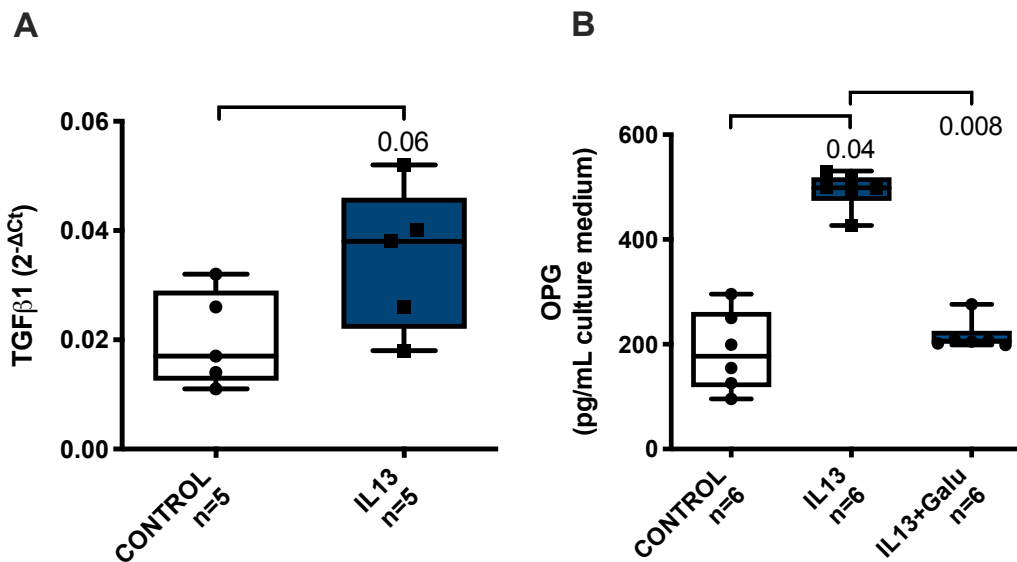 A
TGFβ1 (2-ΔCt)
0.06
0.04
0.02
0.00
0.06
CONTROL
n=5
IL13
n=5
B
OPG
(pg/mL culture medium)
600
400
200
0
0.04
0.008
CONTROL
n=6
IL13
n=6
IL13+Galu
n=6